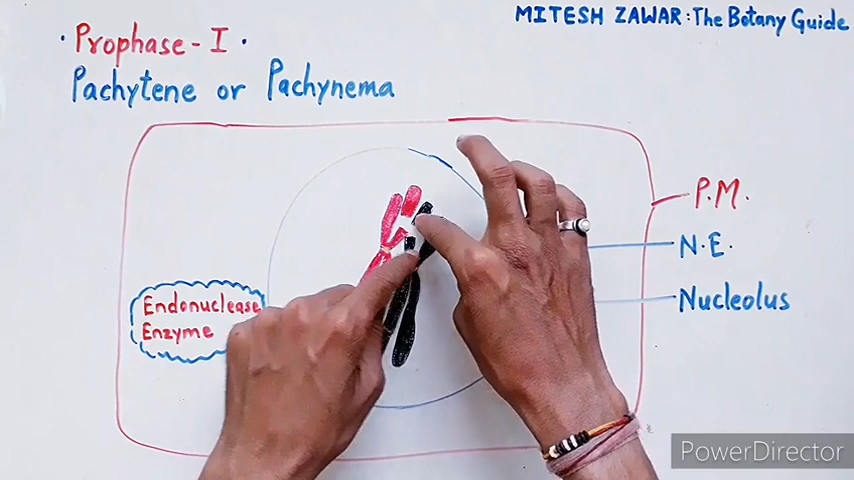 MITESH ZAWAR: The Botany Guide
· Prophase - I ·
Pachytene or Pachynema
P.M.
N.E.
Nucleolus
Endonuclease
Enzyme
PowerDirector